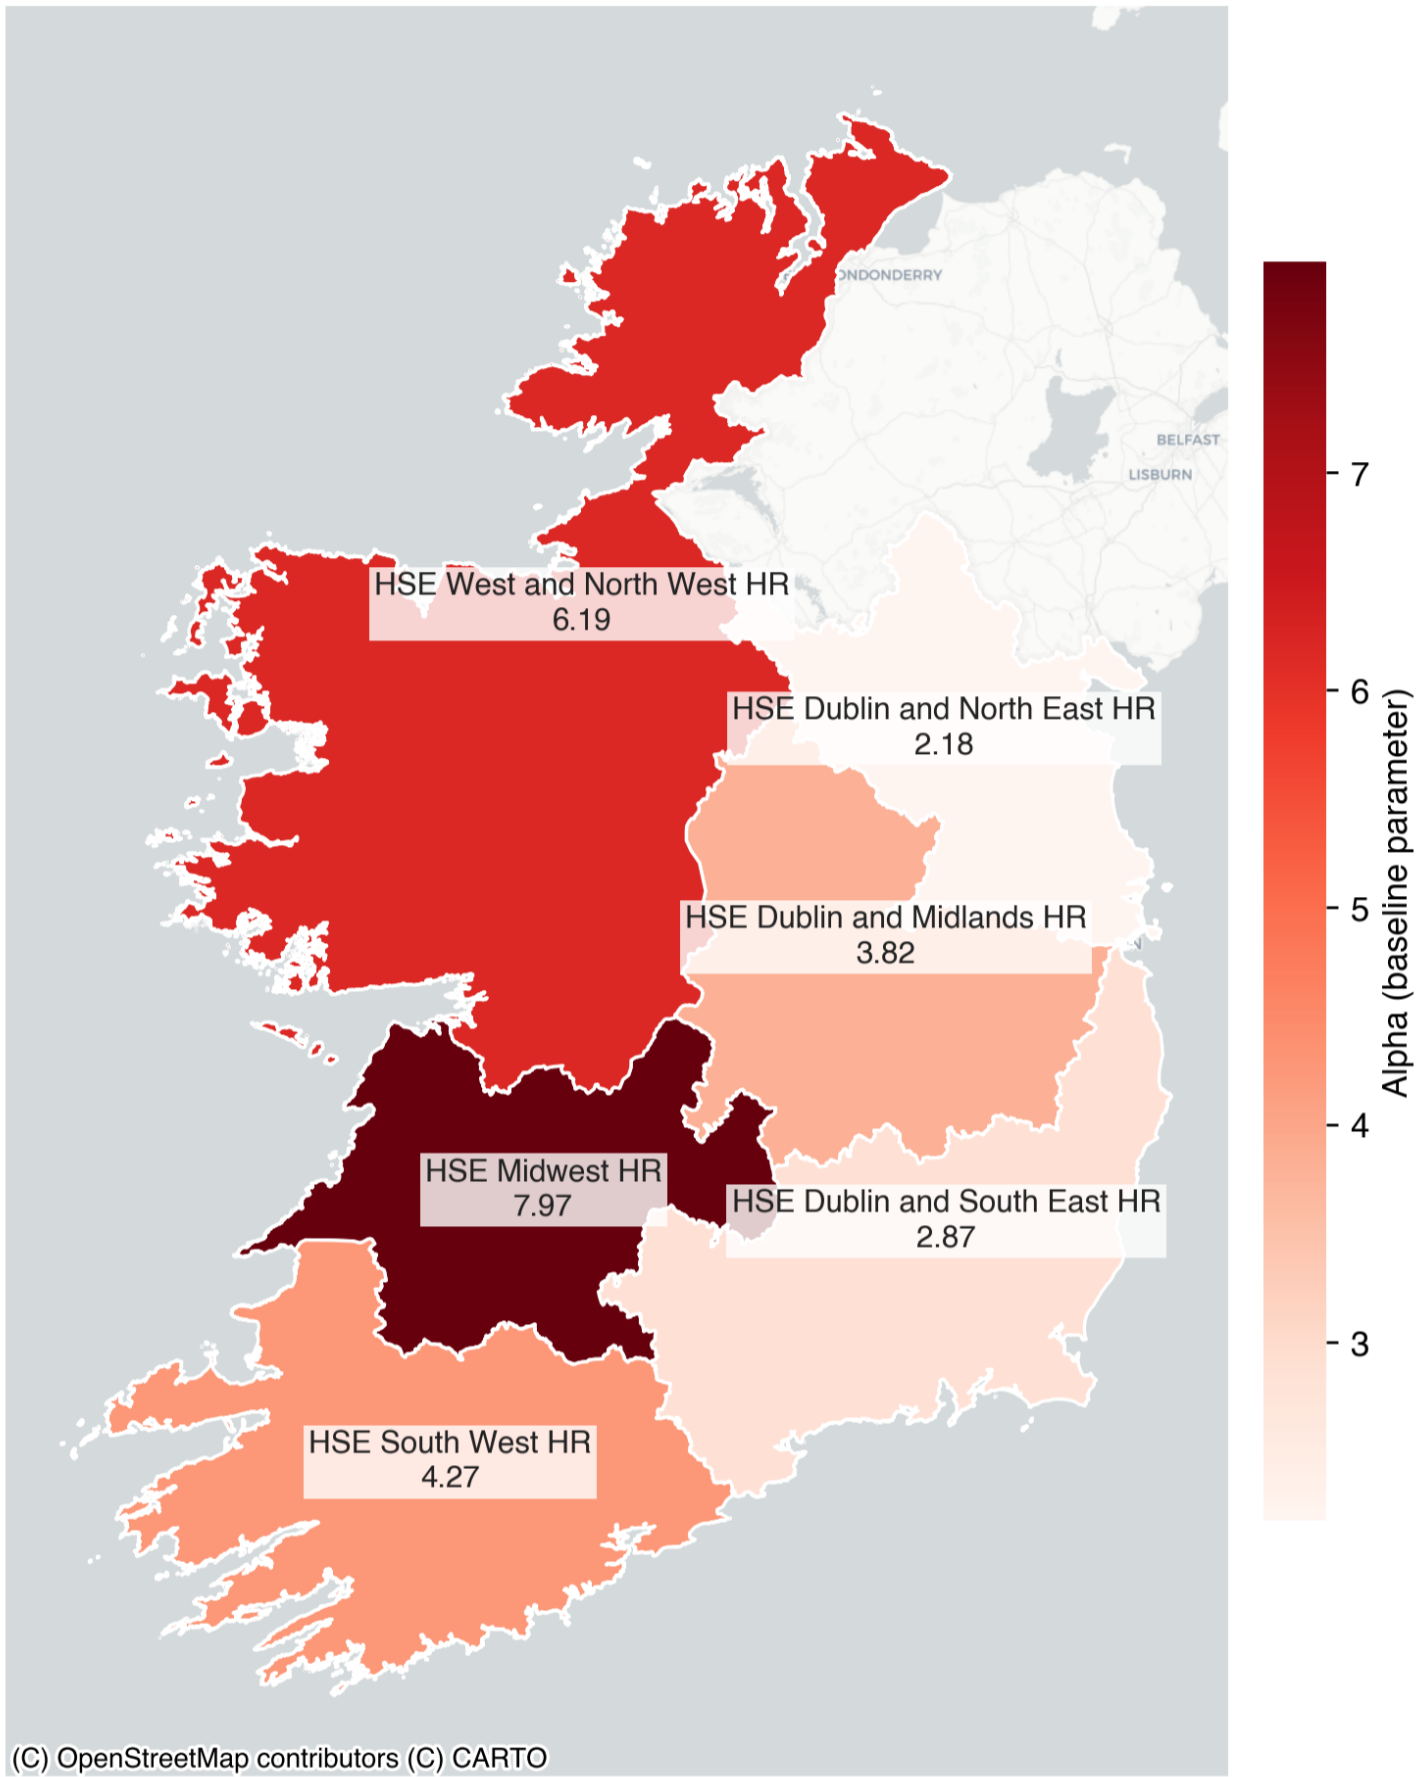 ONDONDERRY
BELFAST
LISBURN
HSE West and North West HR
6.19
HSE Dublin and North East HR
2.18
HSE Dublin and Midlands HR
3.82
N
HSE Midwest HR
7.97
HSE Dublin and South East HR
2.87
HSE South West HR
4.27
7
6
5
4
3
Alpha (baseline parameter)
(C) OpenStreetMap contributors (C) CARTO